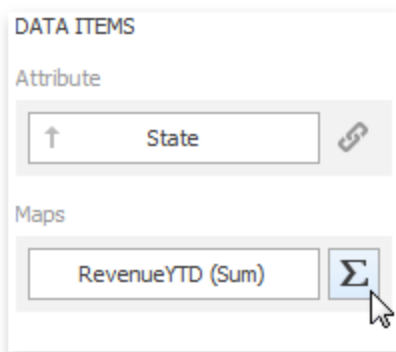 DATA ITEMS
Attribute
↑ State
Maps
RevenueYTD (Sum) Σ